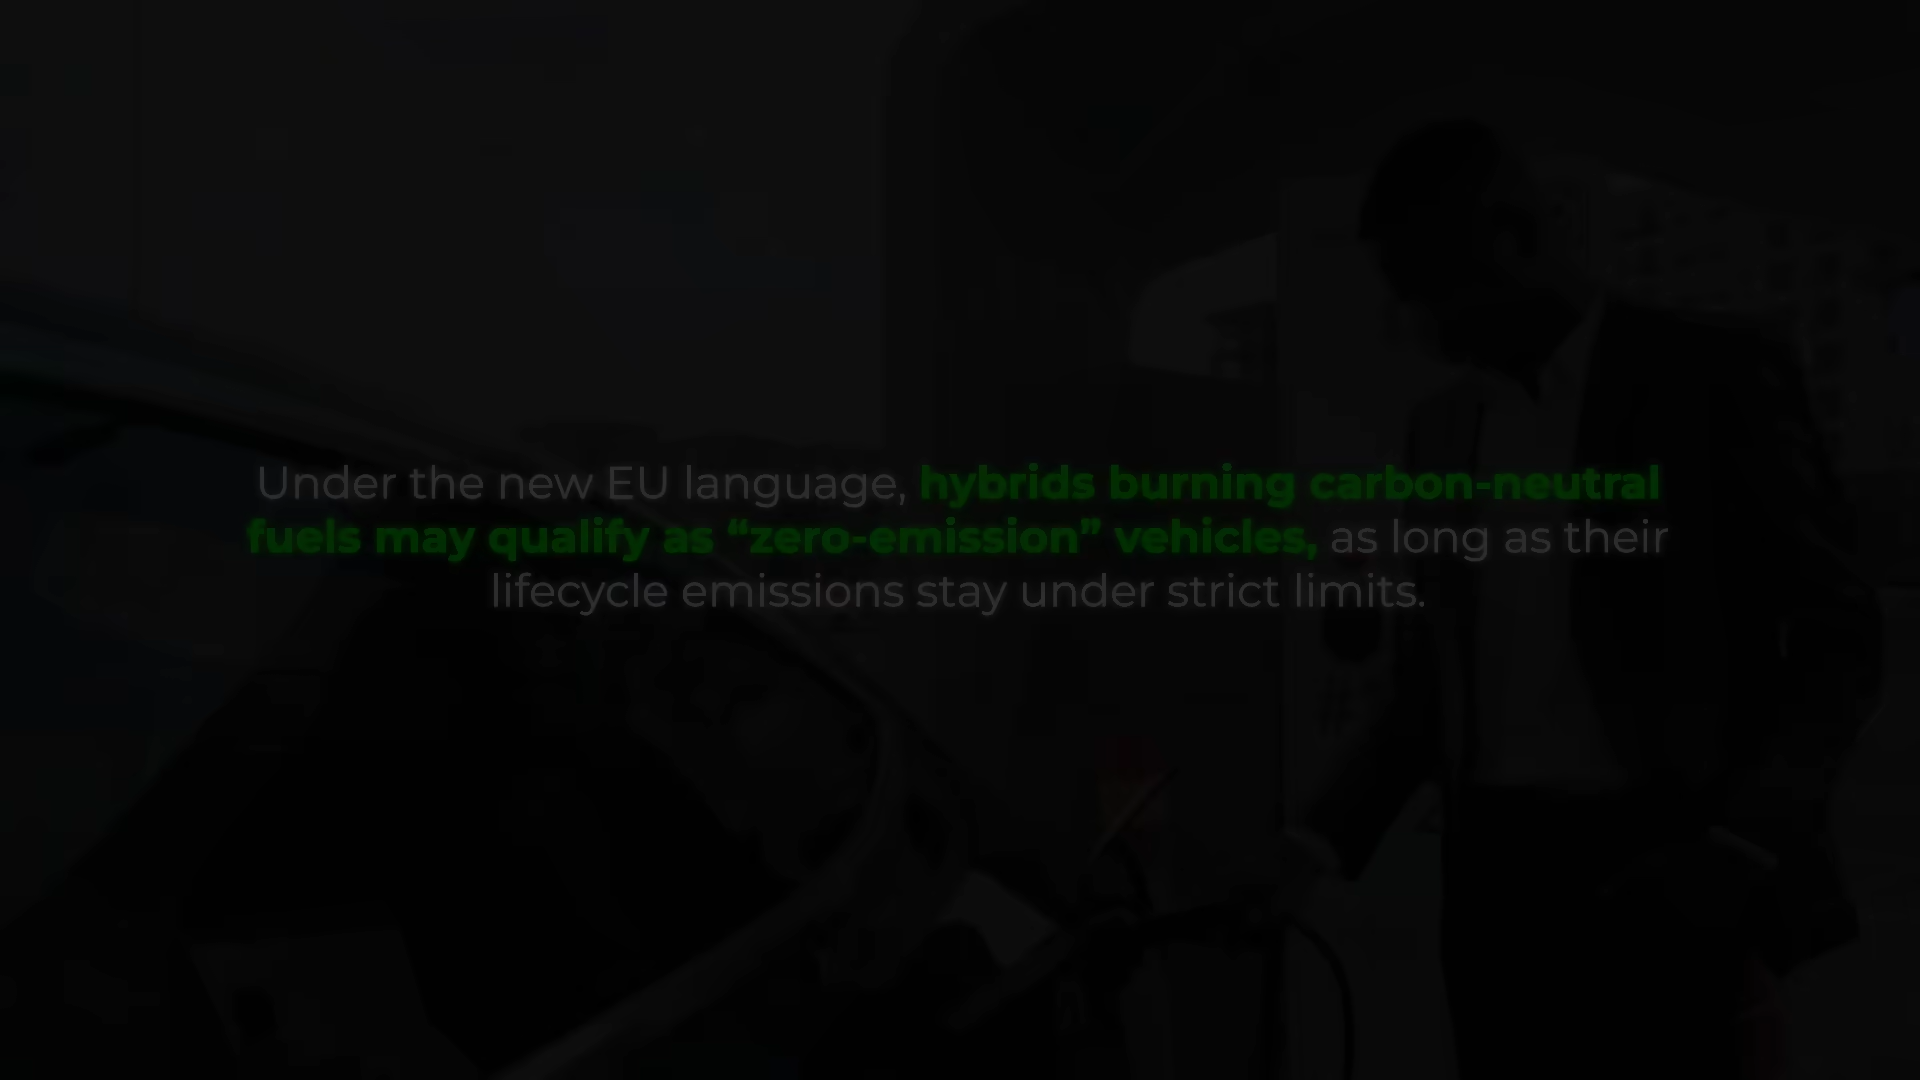 Under the new EU language, hybrids burning carbon-neutral
fuels may qualify as “zero-emission” vehicles, as long as their
lifecycle emissions stay under strict limits.